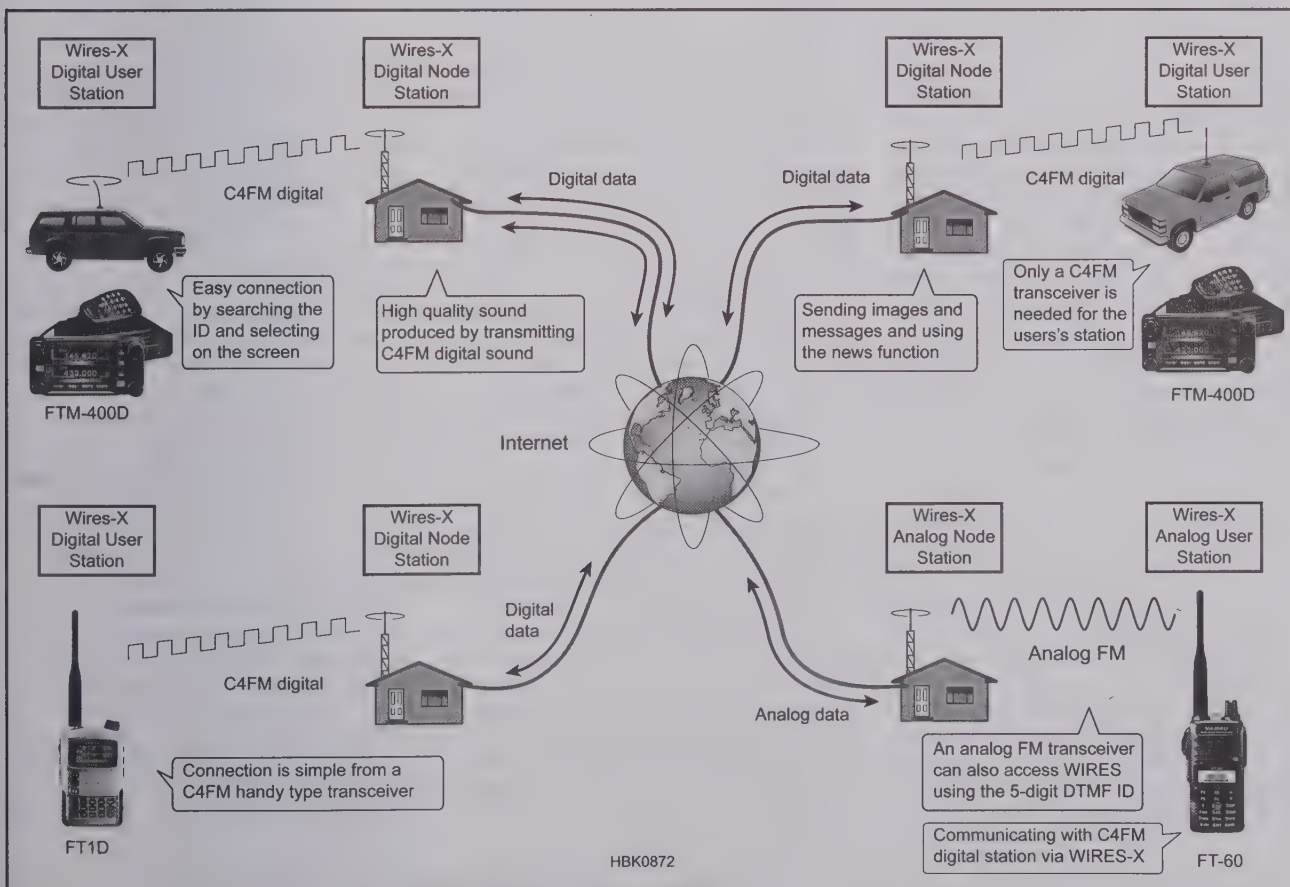 Wires-X
Digital User
Station
Wires-X
Digital Node
Station
Wires-X
Digital Node
Station
Wires-X
Digital User
Station
C4FM digital
Digital data
Digital data
C4FM digital
Easy connection
by searching the
ID and selecting
on the screen
High quality sound
produced by transmitting
C4FM digital sound
Sending images and
messages and using
the news function
Only a C4FM
transceiver is
needed for the
users's station
FTM-400D
FTM-400D
Internet
Wires-X
Digital User
Station
Wires-X
Digital Node
Station
Wires-X
Analog Node
Station
Wires-X
Analog User
Station
C4FM digital
Digital
data
Analog data
Analog FM
Connection is simple from a
C4FM handy type transceiver
An analog FM transceiver
can also access WIRES
using the 5-digit DTMF ID
Communicating with C4FM
digital station via WIRES-X
FT1D
HBK0872
FT-60